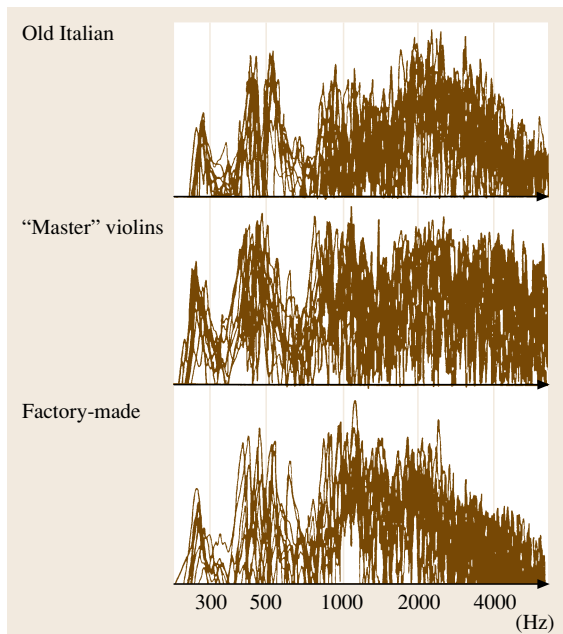 Old Italian
“Master” violins
Factory-made
300 500 1000 2000 4000
(Hz)